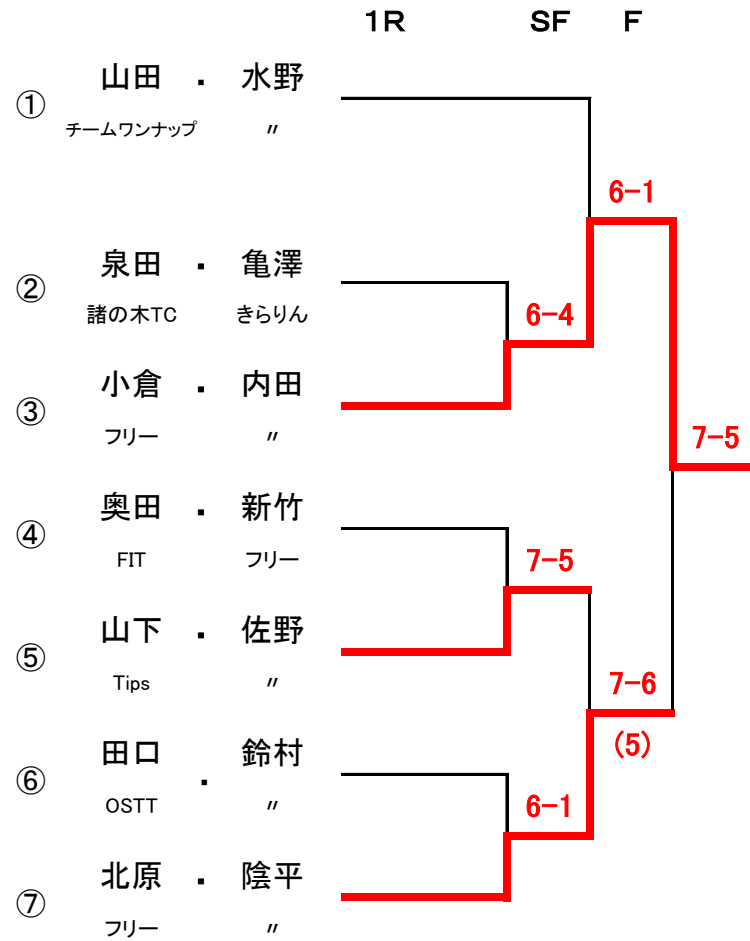 1R SF F
① 山田 ・ 水野
チームワンナップ 〃
6-1
② 泉田 ・ 亀澤
諸の木TC きらりん
6-4
③ 小倉 ・ 内田
フリー 〃
7-5
④ 奥田 ・ 新竹
FIT フリー
7-5
⑤ 山下 ・ 佐野
Tips 〃
7-6
(5)
⑥ 田口 ・ 鈴村
OSTT 〃
6-1
⑦ 北原 ・ 陰平
フリー 〃